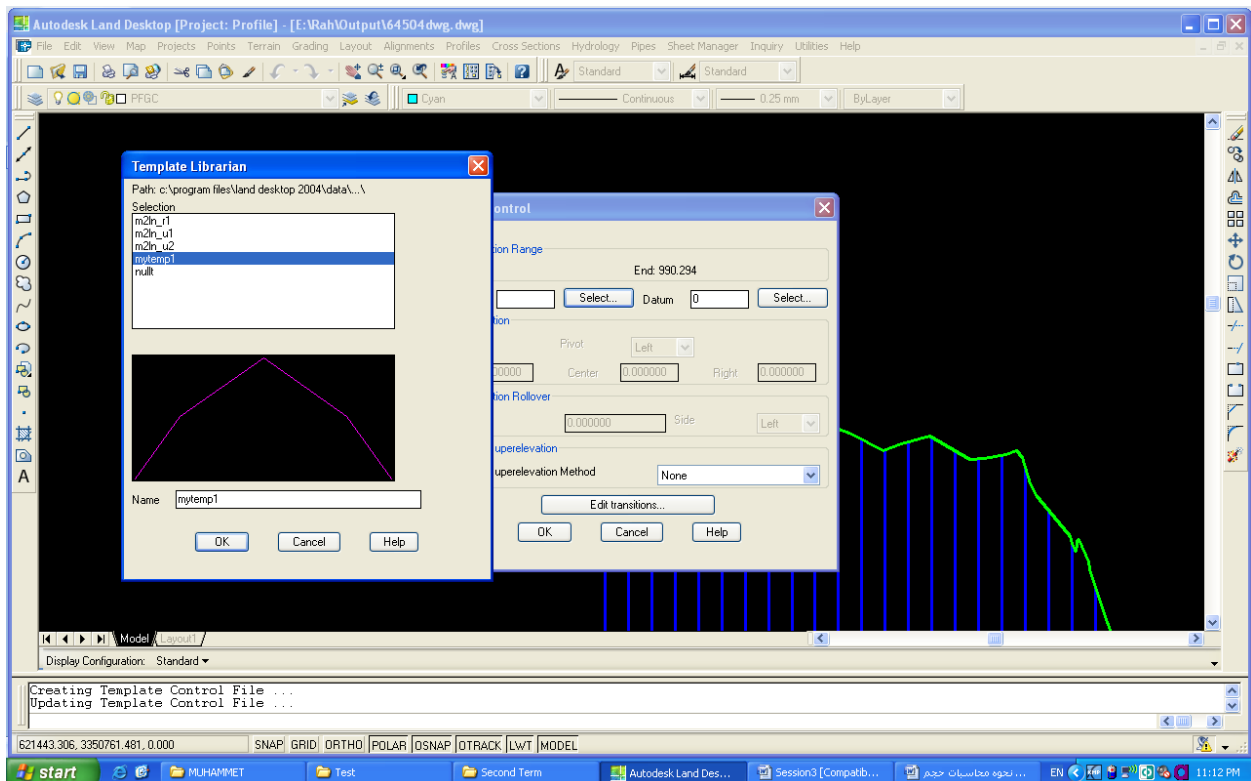 Autodesk Land Desktop [Project: Profile] - [E:\Rah\Output\64504dwg.dwg]
File Edit View Map Projects Points Terrain Grading Layout Alignments Profiles Cross Sections Hydrology Pipes Sheet Manager Inquiry Utilities Help
Standard Standard
PFGC Cyan Continuous 0.25 mm ByLayer
Template Librarian
Path: c:\program files\land desktop 2004\data\...\
Selection
m2ln_r1
m2ln_u1
m2ln_u2
mytemp1
nullt
Name mytemp1
OK Cancel Help
ontrol
tion Range
End: 990.294
Select... Datum 0 Select...
tion
Pivot Left
00000 Center 0.000000 Right 0.000000
tion Rollover
0.000000 Side Left
uperelevation
uperelevation Method None
Edit transitions...
OK Cancel Help
A
Model Layout1
Display Configuration: Standard
Creating Template Control File ...
Updating Template Control File ...
621443.306, 3350761.481, 0.000 SNAP GRID ORTHO POLAR OSNAP OTRACK LWT MODEL
start MUHAMMET Test Second Term Autodesk Land Des... Session3 [Compatib... نحوه محاسبات حجم ... EN 11:12 PM